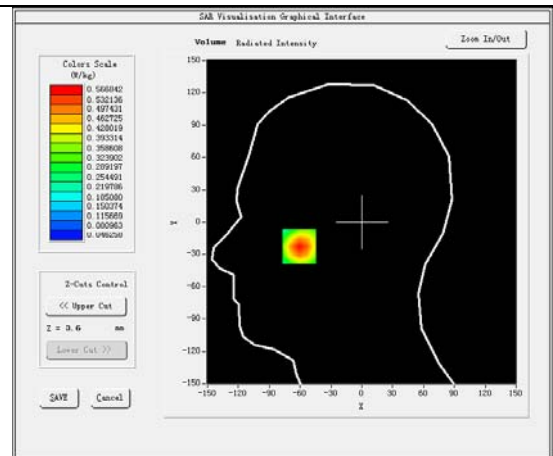 SAR Visualisation Graphical Interface
Volume Radiated Intensity
Zoom In/Out
Colors Scale
(W/kg)
0.566842
0.532136
0.497431
0.462725
0.428019
0.393314
0.358608
0.323902
0.289197
0.254491
0.219786
0.185080
0.150374
0.115669
0.080963
0.046258
Z-Cuts Control
<< Upper Cut
Z = 3.6 mm
Lower Cut >>
SAVE Cancel
150
120
90
60
30
0
-30
-60
-90
-120
-150
Y
-150 -120 -90 -60 -30 0 30 60 90 120 150
X